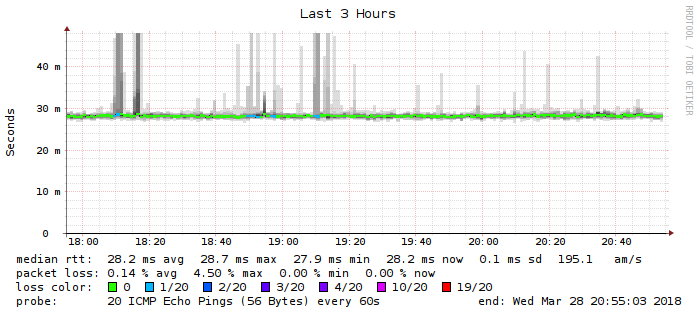 Last 3 Hours
RRDTOOL / TOBI OETIKER
Seconds
40 m
30 m
20 m
10 m
0
18:00 18:20 18:40 19:00 19:20 19:40 20:00 20:20 20:40
median rtt: 28.2 ms avg 28.7 ms max 27.9 ms min 28.2 ms now 0.1 ms sd 195.1 am/s
packet loss: 0.14 % avg 4.50 % max 0.00 % min 0.00 % now
loss color: 0 1/20 2/20 3/20 4/20 10/20 19/20
probe: 20 ICMP Echo Pings (56 Bytes) every 60s end: Wed Mar 28 20:55:03 2018